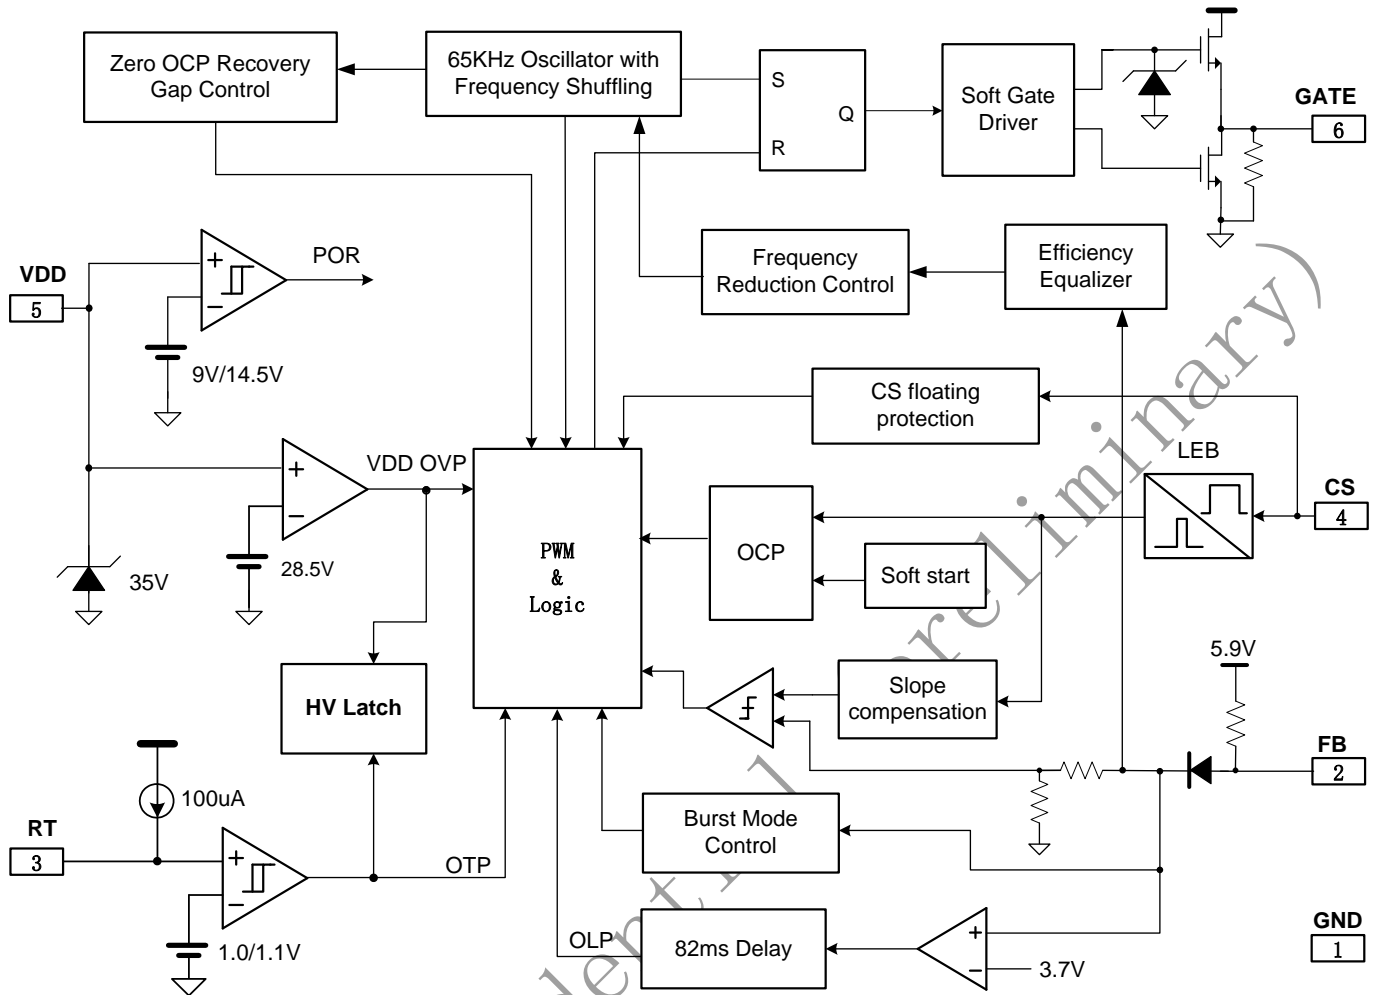 Zero OCP Recovery
Gap Control
65KHz Oscillator with
Frequency Shuffling
S
R
Q
Soft Gate
Driver
GATE
6
VDD
5
+
−
POR
9V/14.5V
Frequency
Reduction Control
Efficiency
Equalizer
CS floating
protection
LEB
CS
4
+
−
VDD OVP
28.5V
35V
PWM
&
Logic
OCP
Soft start
HV Latch
Slope
compensation
5.9V
FB
2
100uA
RT
3
+
−
1.0/1.1V
OTP
Burst Mode
Control
OLP
82ms Delay
+
−
3.7V
GND
1
reliminary)